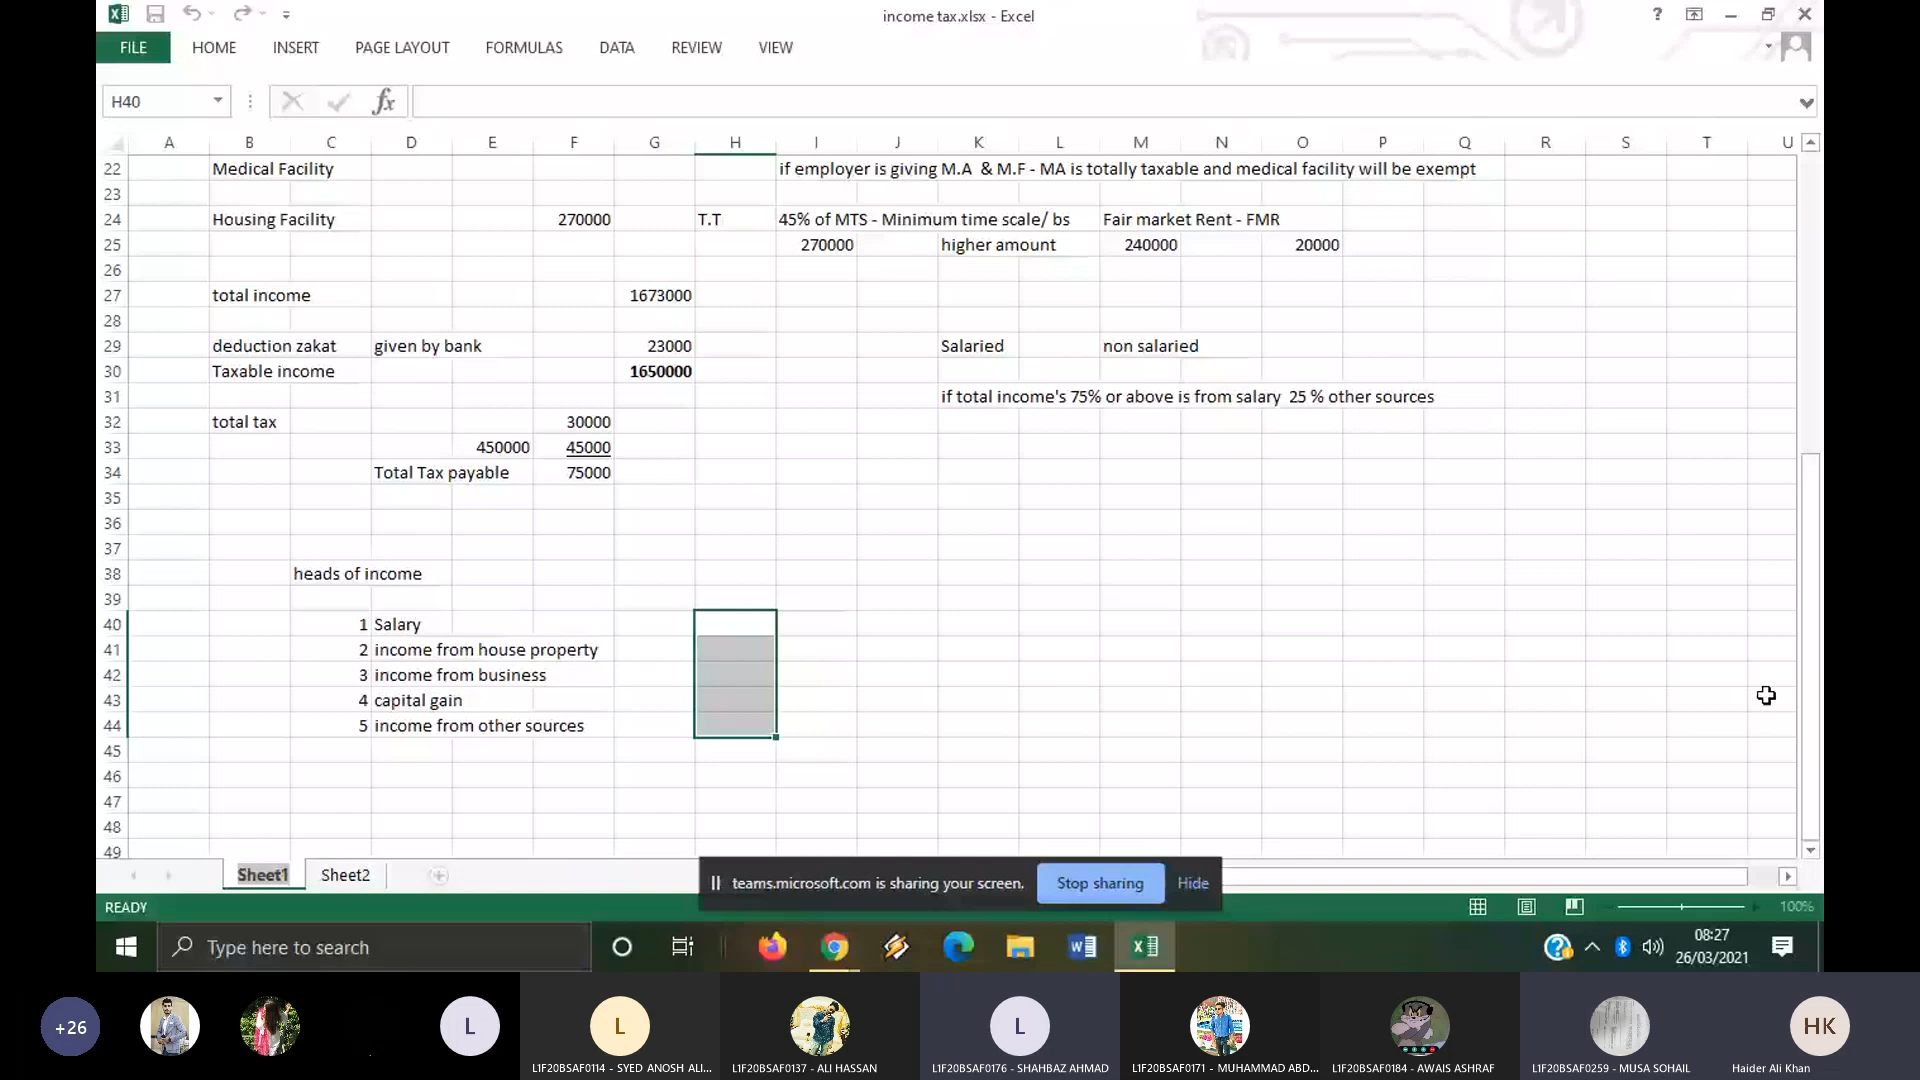 income tax.xlsx - Excel
?
FILE HOME INSERT PAGE LAYOUT FORMULAS DATA REVIEW VIEW
H40 fx
A B C D E F G H I J K L M N O P Q R S T U
22 Medical Facility if employer is giving M.A & M.F - MA is totally taxable and medical facility will be exempt
23
24 Housing Facility 270000 T.T 45% of MTS - Minimum time scale/ bs Fair market Rent - FMR
25 270000 higher amount 240000 20000
26
27 total income 1673000
28
29 deduction zakat given by bank 23000 Salaried non salaried
30 Taxable income 1650000
31 if total income's 75% or above is from salary 25 % other sources
32 total tax 30000
33 450000 45000
34 Total Tax payable 75000
35
36
37
38 heads of income
39
40 1 Salary
41 2 income from house property
42 3 income from business
43 4 capital gain
44 5 income from other sources
45
46
47
48
49
Sheet1 Sheet2
teams.microsoft.com is sharing your screen. Stop sharing Hide
READY 100%
Type here to search
08:27
26/03/2021
+26 L L L HK
L1F20BSAF0114 - SYED ANOSH ALI... L1F20BSAF0137 - ALI HASSAN L1F20BSAF0176 - SHAHBAZ AHMAD L1F20BSAF0171 - MUHAMMAD ABD... L1F20BSAF0184 - AWAIS ASHRAF L1F20BSAF0259 - MUSA SOHAIL Haider Ali Khan